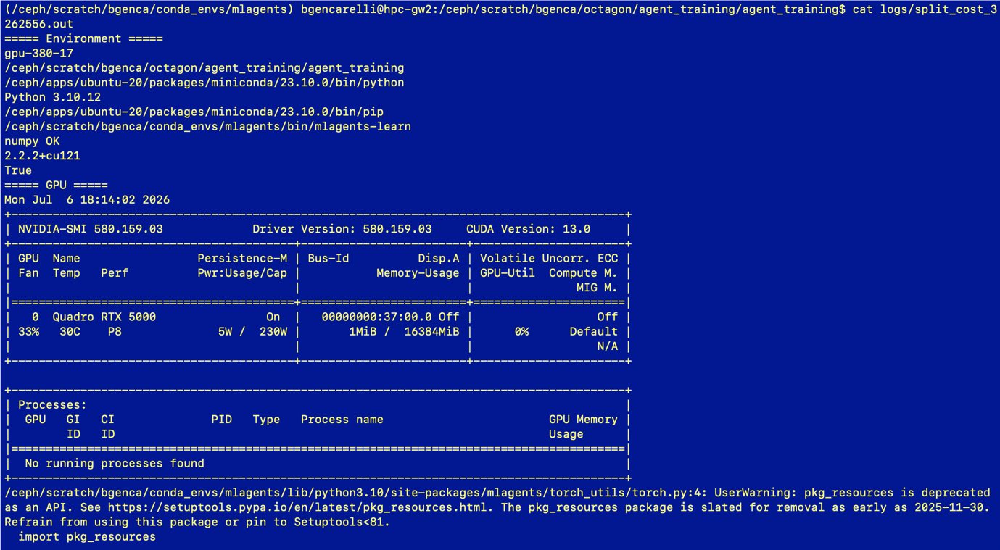 (/ceph/scratch/bgenca/conda_envs/mlagents) bgencarelli@hpc-gw2:/ceph/scratch/bgenca/octagon/agent_training/agent_training$ cat logs/split_cost_3
262556.out
===== Environment =====
gpu-380-17
/ceph/scratch/bgenca/octagon/agent_training/agent_training
/ceph/apps/ubuntu-20/packages/miniconda/23.10.0/bin/python
Python 3.10.12
/ceph/apps/ubuntu-20/packages/miniconda/23.10.0/bin/pip
/ceph/scratch/bgenca/conda_envs/mlagents/bin/mlagents-learn
numpy OK
2.2.2+cu121
True
===== GPU =====
Mon Jul  6 18:14:02 2026
+-----------------------------------------------------------------------------------------+
| NVIDIA-SMI 580.159.03             Driver Version: 580.159.03     CUDA Version: 13.0     |
+-----------------------------------------+------------------------+----------------------+
| GPU  Name                 Persistence-M | Bus-Id          Disp.A | Volatile Uncorr. ECC |
| Fan  Temp   Perf          Pwr:Usage/Cap |           Memory-Usage | GPU-Util  Compute M. |
|                                         |                        |               MIG M. |
|=========================================+========================+======================|
|   0  Quadro RTX 5000                On  |   00000000:37:00.0 Off |                  Off |
| 33%   30C    P8               5W /  230W |       1MiB /  16384MiB |      0%      Default |
|                                         |                        |                  N/A |
+-----------------------------------------+------------------------+----------------------+

+-----------------------------------------------------------------------------------------+
| Processes:                                                                              |
|  GPU   GI   CI              PID   Type   Process name                        GPU Memory |
|        ID   ID                                                               Usage      |
|=========================================================================================|
|  No running processes found                                                             |
+-----------------------------------------------------------------------------------------+
/ceph/scratch/bgenca/conda_envs/mlagents/lib/python3.10/site-packages/mlagents/torch_utils/torch.py:4: UserWarning: pkg_resources is deprecated
as an API. See https://setuptools.pypa.io/en/latest/pkg_resources.html. The pkg_resources package is slated for removal as early as 2025-11-30.
Refrain from using this package or pin to Setuptools<81.
  import pkg_resources